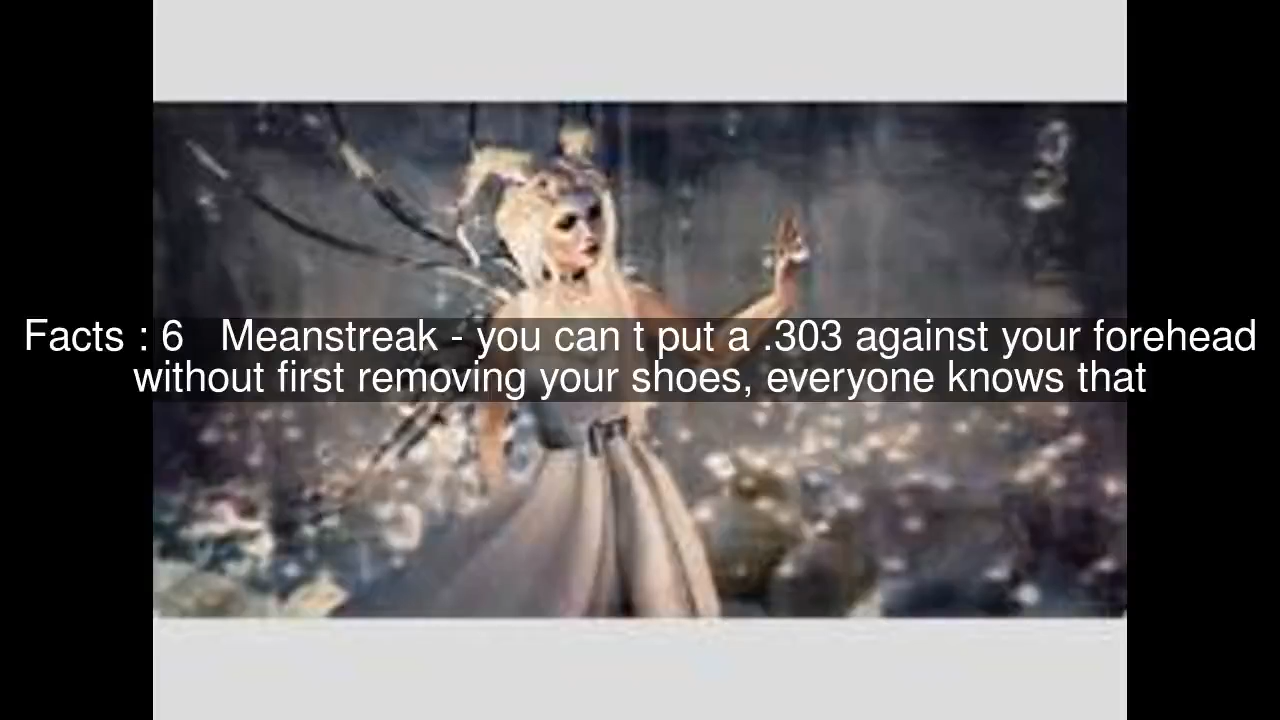 Facts : 6   Meanstreak - you can t put a .303 against your forehead
without first removing your shoes, everyone knows that